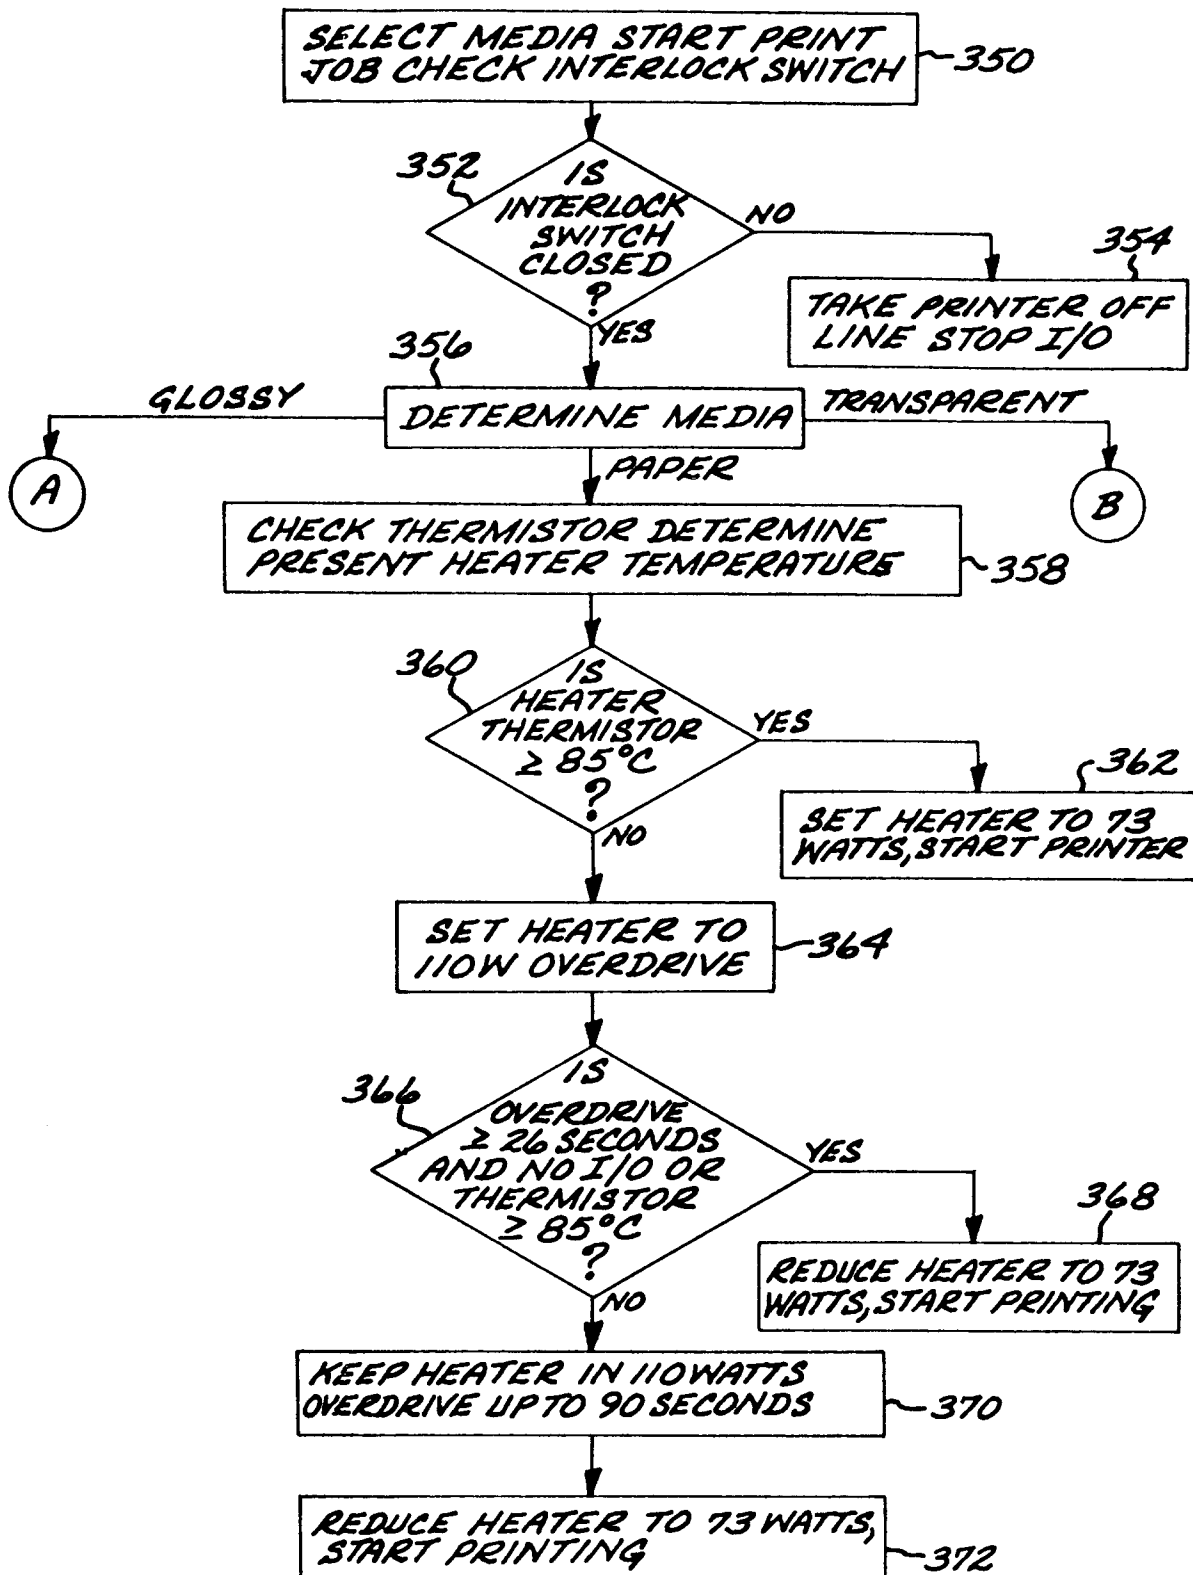 SELECT MEDIA START PRINT
JOB CHECK INTERLOCK SWITCH
350
352
IS
INTERLOCK
SWITCH
CLOSED
?
NO
354
TAKE PRINTER OFF
LINE STOP I/O
YES
356
GLOSSY
DETERMINE MEDIA
TRANSPARENT
A
PAPER
B
CHECK THERMISTOR DETERMINE
PRESENT HEATER TEMPERATURE
358
360
IS
HEATER
THERMISTOR
≥ 85°C
?
YES
362
SET HEATER TO 73
WATTS, START PRINTER
NO
SET HEATER TO
110W OVERDRIVE
364
366
IS
OVERDRIVE
≥ 26 SECONDS
AND NO I/O OR
THERMISTOR
≥ 85°C
?
YES
368
REDUCE HEATER TO 73
WATTS, START PRINTING
NO
KEEP HEATER IN 110WATTS
OVERDRIVE UP TO 90 SECONDS
370
REDUCE HEATER TO 73 WATTS,
START PRINTING
372